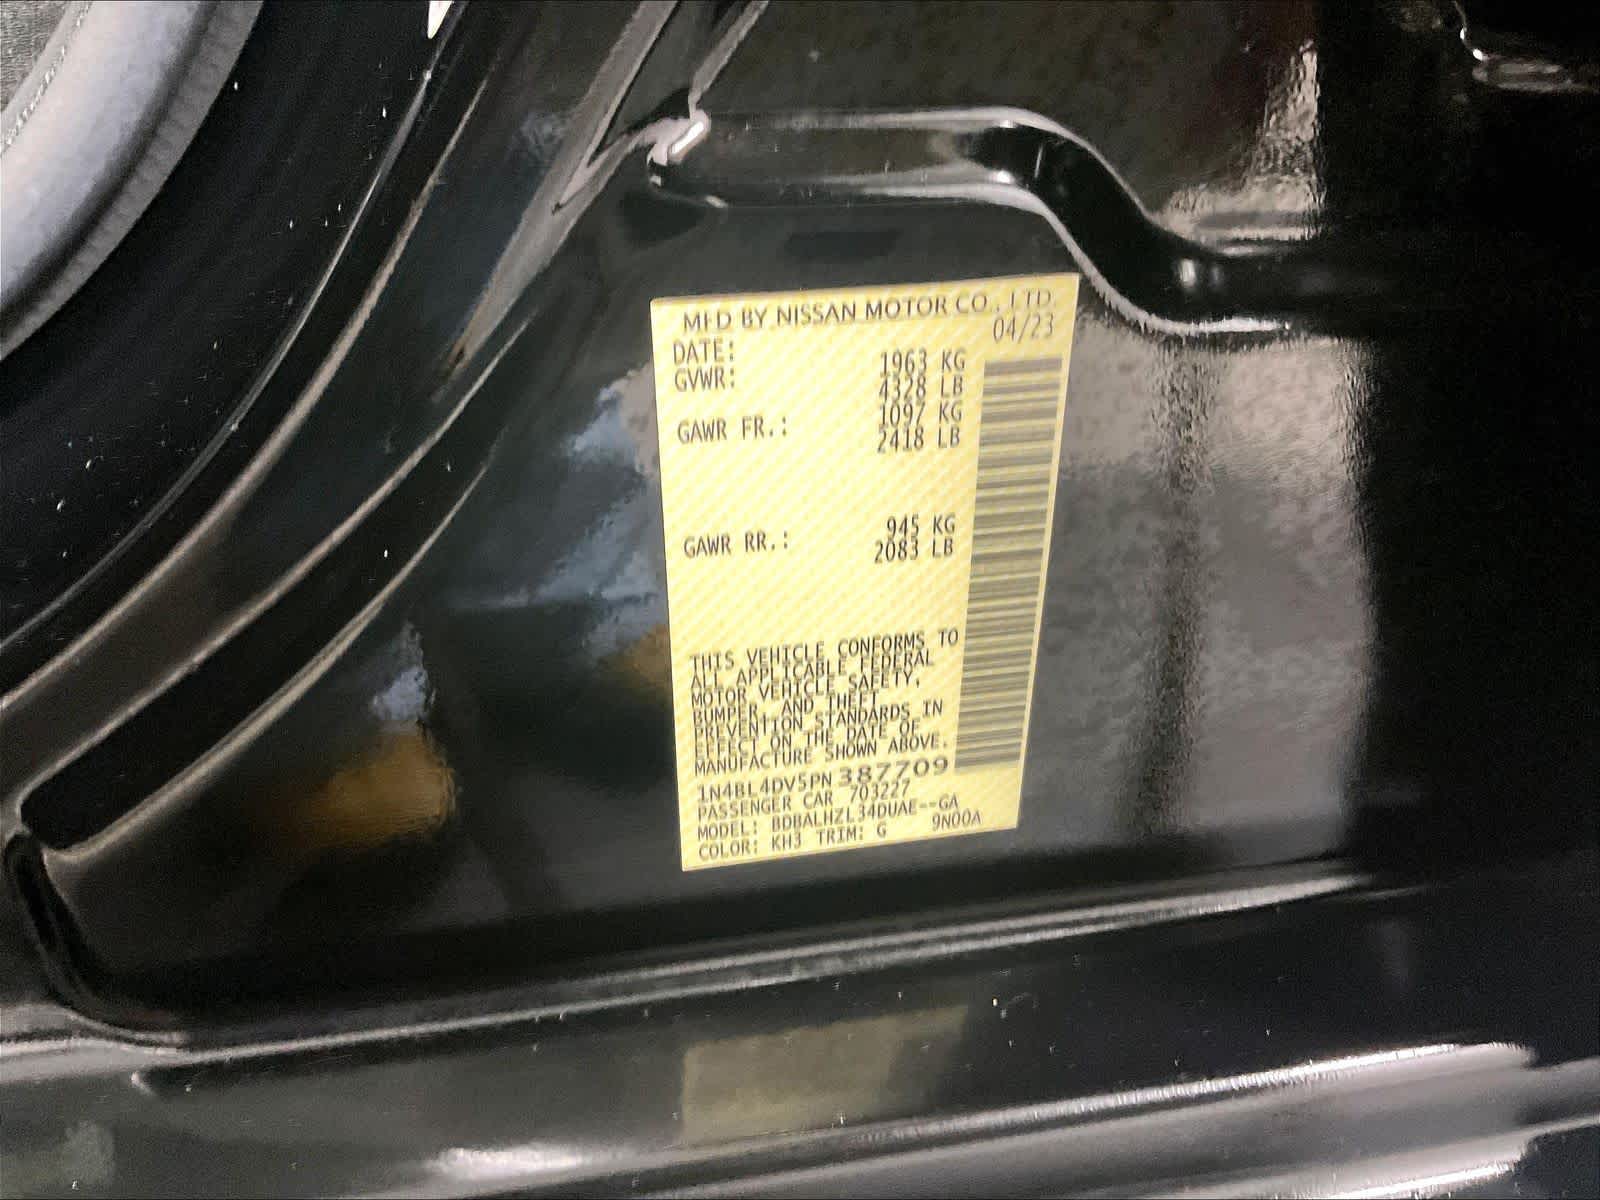 MFD BY NISSAN MOTOR CO., LTD.
DATE: 04/23
GVWR: 1963 KG
4328 LB
GAWR FR.: 1097 KG
2418 LB
GAWR RR.: 945 KG
2083 LB
THIS VEHICLE CONFORMS TO
ALL APPLICABLE FEDERAL
MOTOR VEHICLE SAFETY,
BUMPER, AND THEFT
PREVENTION STANDARDS IN
EFFECT ON THE DATE OF
MANUFACTURE SHOWN ABOVE.
1N4BL4DV5PN387709
PASSENGER CAR 703227
MODEL: BDBALHZL34DUAE--GA
COLOR: KH3 TRIM: G 9N00A